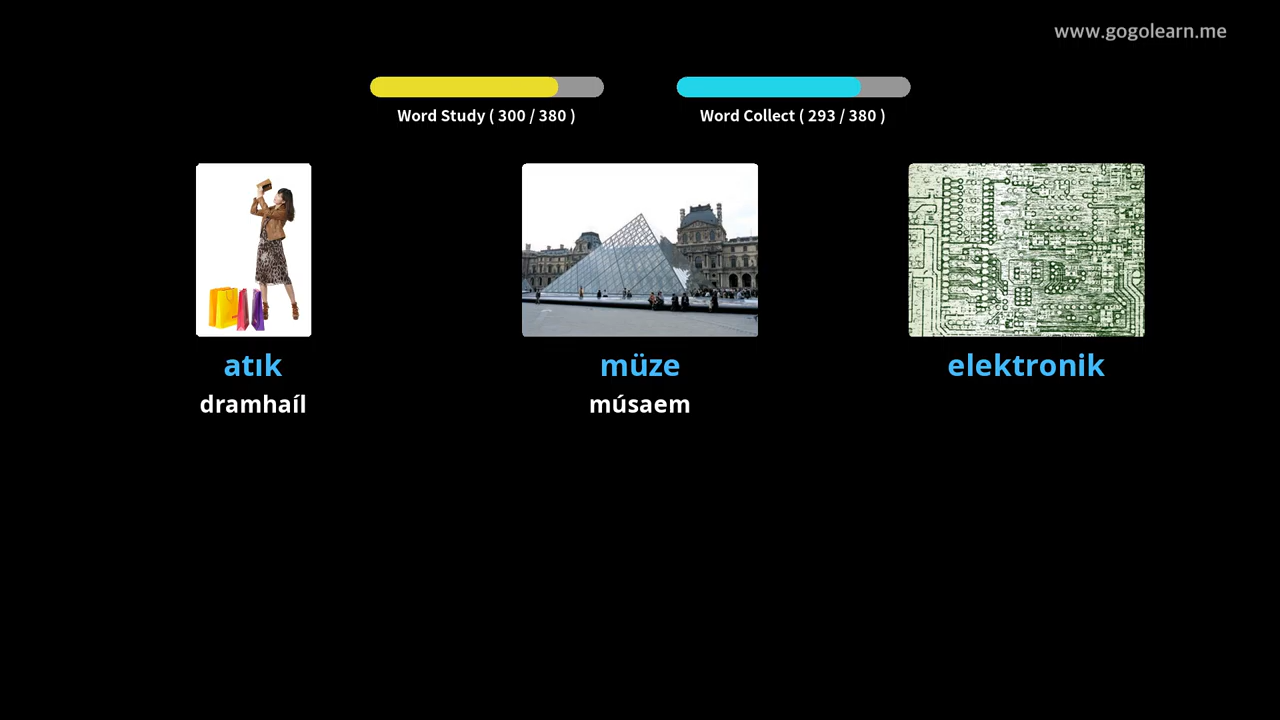 www.gogolearn.me
Word Study ( 300 / 380 )
Word Collect ( 293 / 380 )
atık
müze
elektronik
dramhaíl
músaem